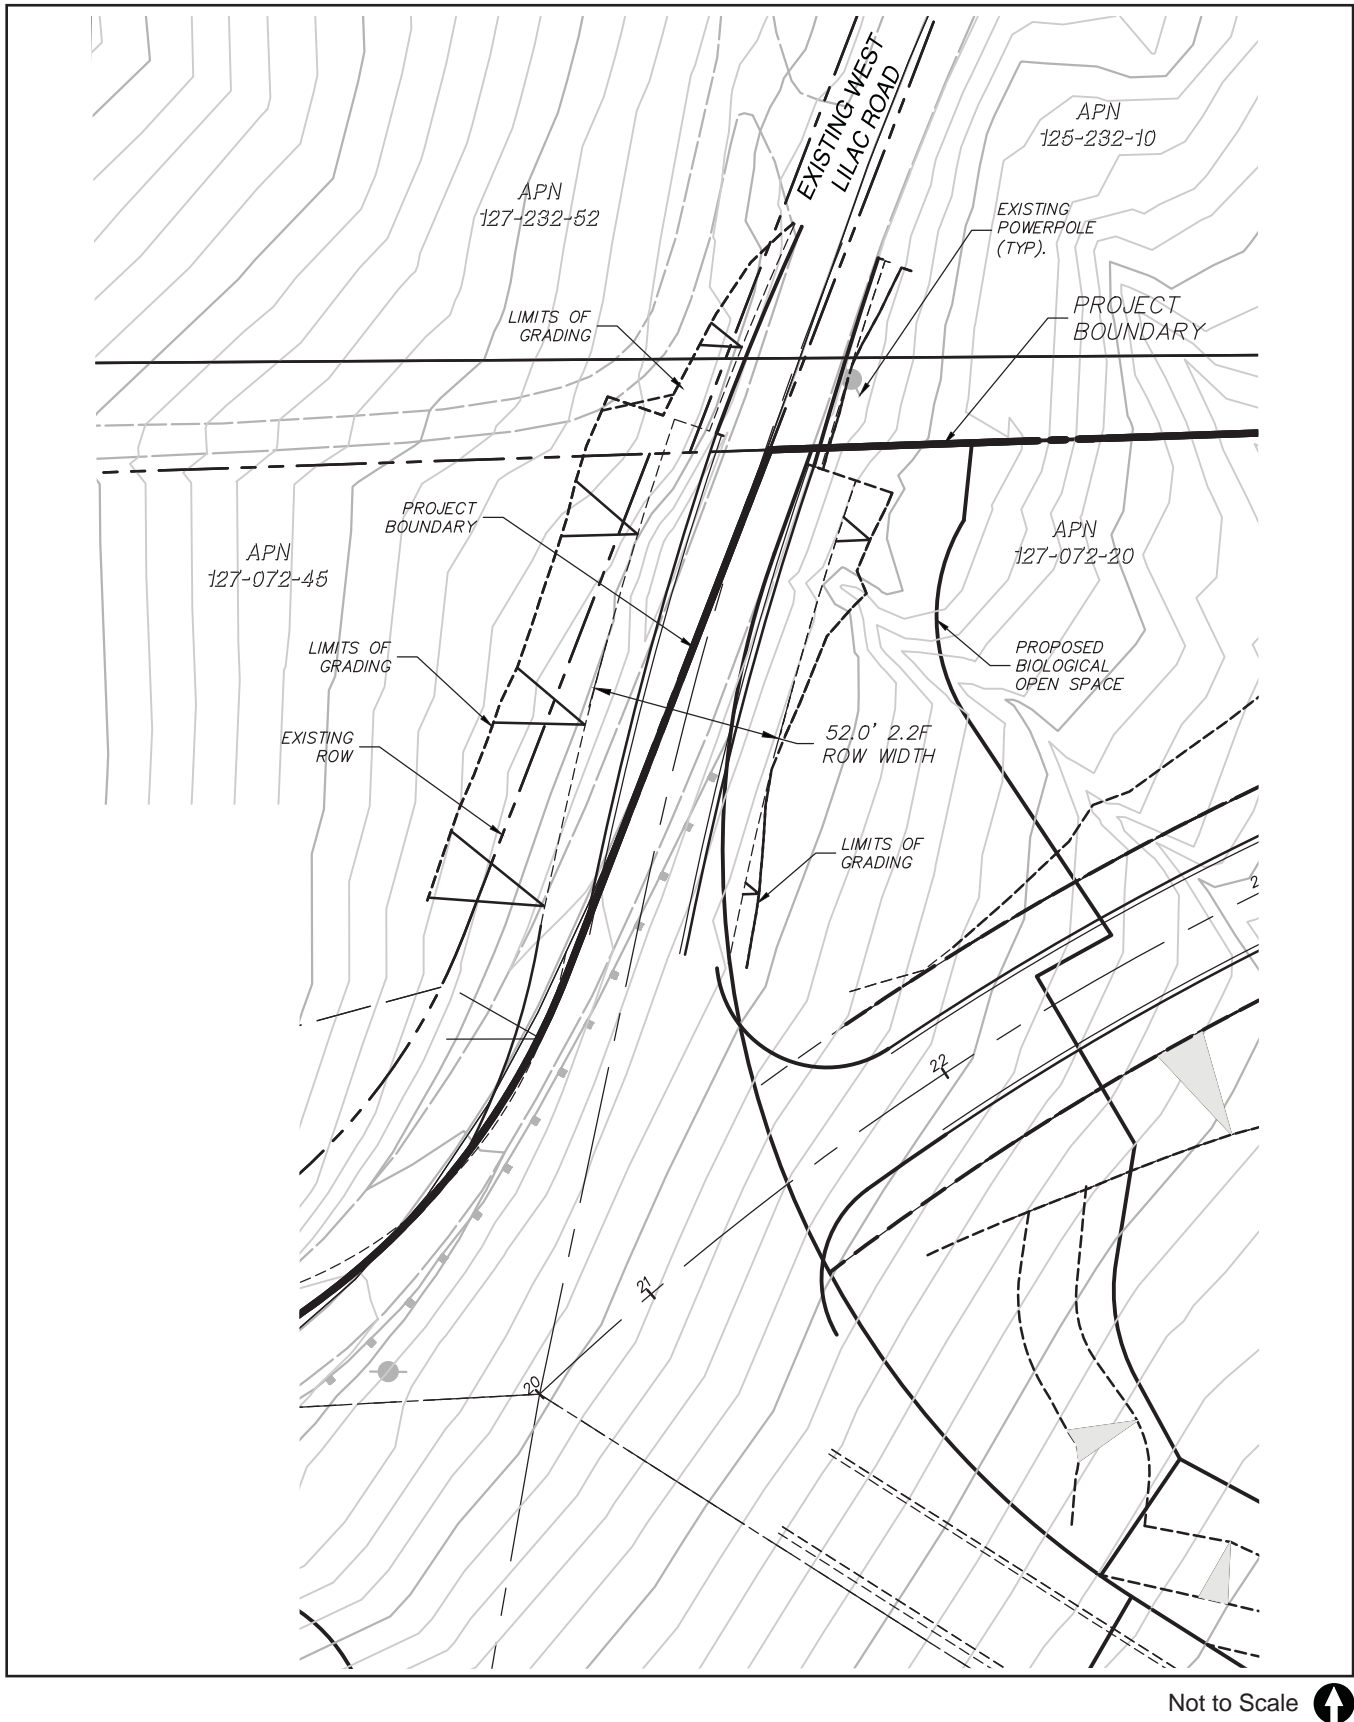 EXISTING WEST
LILAC ROAD
APN
125-232-10
APN
127-232-52
EXISTING
POWERPOLE
(TYP).
LIMITS OF
GRADING
PROJECT
BOUNDARY
PROJECT
BOUNDARY
APN
127-072-45
APN
127-072-20
LIMITS OF
GRADING
PROPOSED
BIOLOGICAL
OPEN SPACE
EXISTING
ROW
52.0' 2.2F
ROW WIDTH
LIMITS OF
GRADING
2
22
21
20
Not to Scale